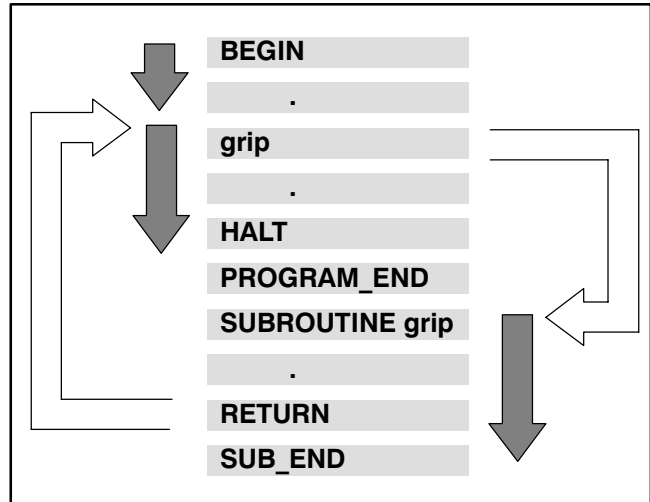 BEGIN
.
grip
.
HALT
PROGRAM_END
SUBROUTINE grip
.
RETURN
SUB_END